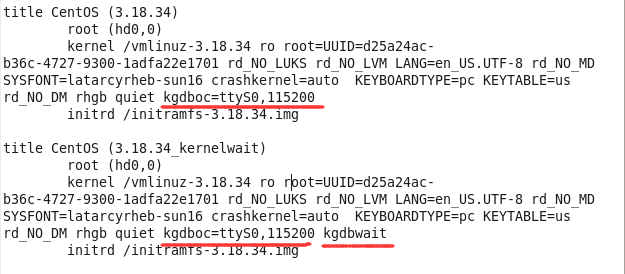 title CentOS (3.18.34)
root (hd0,0)
kernel /vmlinuz-3.18.34 ro root=UUID=d25a24ac-
b36c-4727-9300-1adfa22e1701 rd_NO_LUKS rd_NO_LVM LANG=en_US.UTF-8 rd_NO_MD
SYSFONT=latarcyrheb-sun16 crashkernel=auto  KEYBOARDTYPE=pc KEYTABLE=us
rd_NO_DM rhgb quiet kgdboc=ttyS0,115200
initrd /initramfs-3.18.34.img
title CentOS (3.18.34_kernelwait)
root (hd0,0)
kernel /vmlinuz-3.18.34 ro root=UUID=d25a24ac-
b36c-4727-9300-1adfa22e1701 rd_NO_LUKS rd_NO_LVM LANG=en_US.UTF-8 rd_NO_MD
SYSFONT=latarcyrheb-sun16 crashkernel=auto  KEYBOARDTYPE=pc KEYTABLE=us
rd_NO_DM rhgb quiet kgdboc=ttyS0,115200 kgdbwait
initrd /initramfs-3.18.34.img